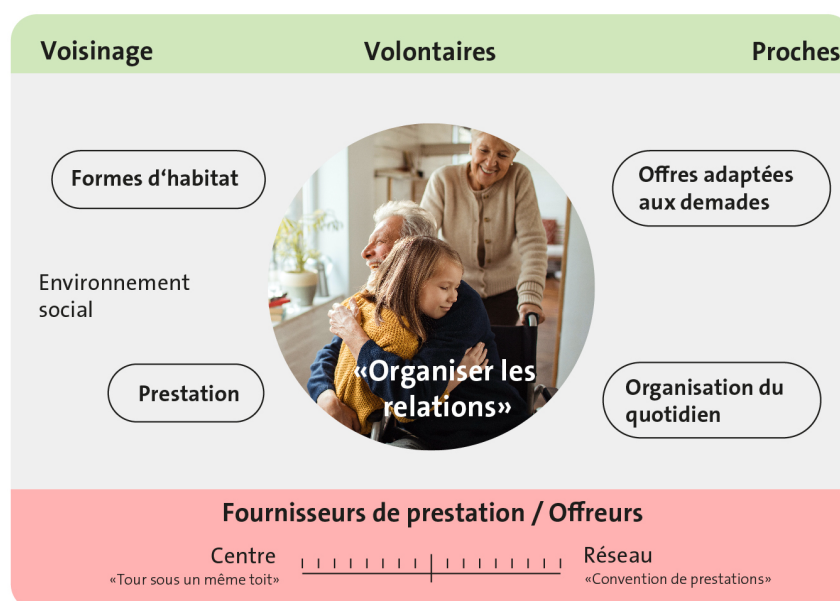 Voisinage Volontaires Proches
Formes d‘habitat
Offres adaptées
aux demades
Environnement
social
«Organiser les
relations»
Prestation
Organisation du
quotidien
Fournisseurs de prestation / Offreurs
Centre
«Tour sous un même toit»
Réseau
«Convention de prestations»